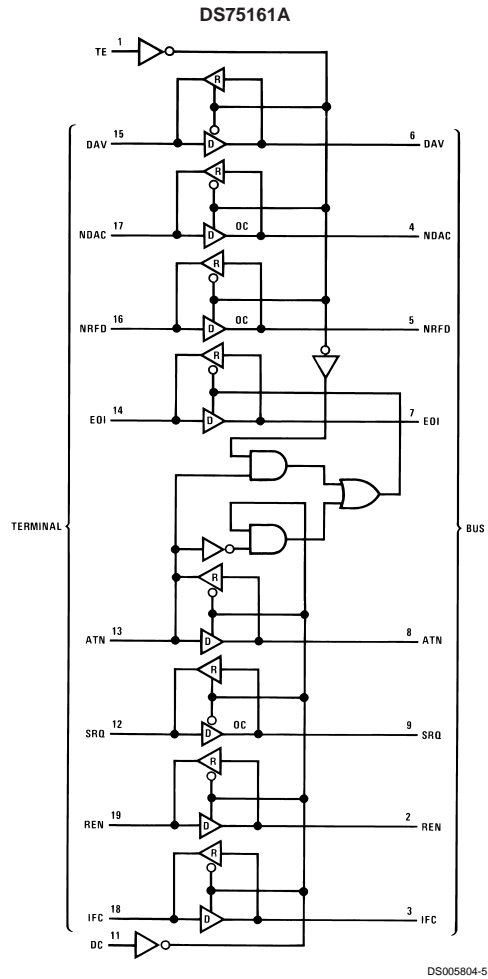 DS75161A
TE 1
R
DAV 15 D 6 DAV
R
NDAC 17 D OC 4 NDAC
R
NRFD 16 D OC 5 NRFD
R
EOI 14 D 7 EOI
TERMINAL BUS
R
ATN 13 D 8 ATN
R
SRQ 12 D OC 9 SRQ
R
REN 19 D 2 REN
R
IFC 18 D 3 IFC
DC 11
DS005804-5